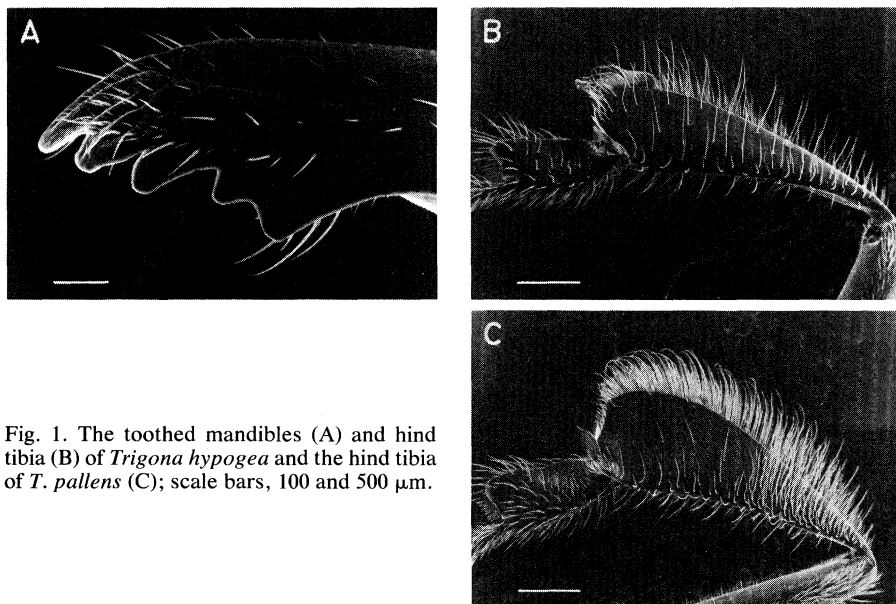 A
B
C
Fig. 1. The toothed mandibles (A) and hind
tibia (B) of Trigona hypogea and the hind tibia
of T. pallens (C); scale bars, 100 and 500 µm.